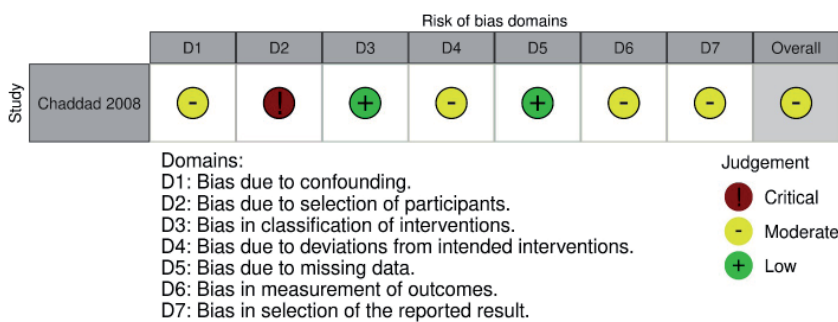 Risk of bias domains
D1 D2 D3 D4 D5 D6 D7 Overall
Study
Chaddad 2008 - ! + - + - - -
Domains:
D1: Bias due to confounding.
D2: Bias due to selection of participants.
D3: Bias in classification of interventions.
D4: Bias due to deviations from intended interventions.
D5: Bias due to missing data.
D6: Bias in measurement of outcomes.
D7: Bias in selection of the reported result.
Judgement
! Critical
- Moderate
+ Low